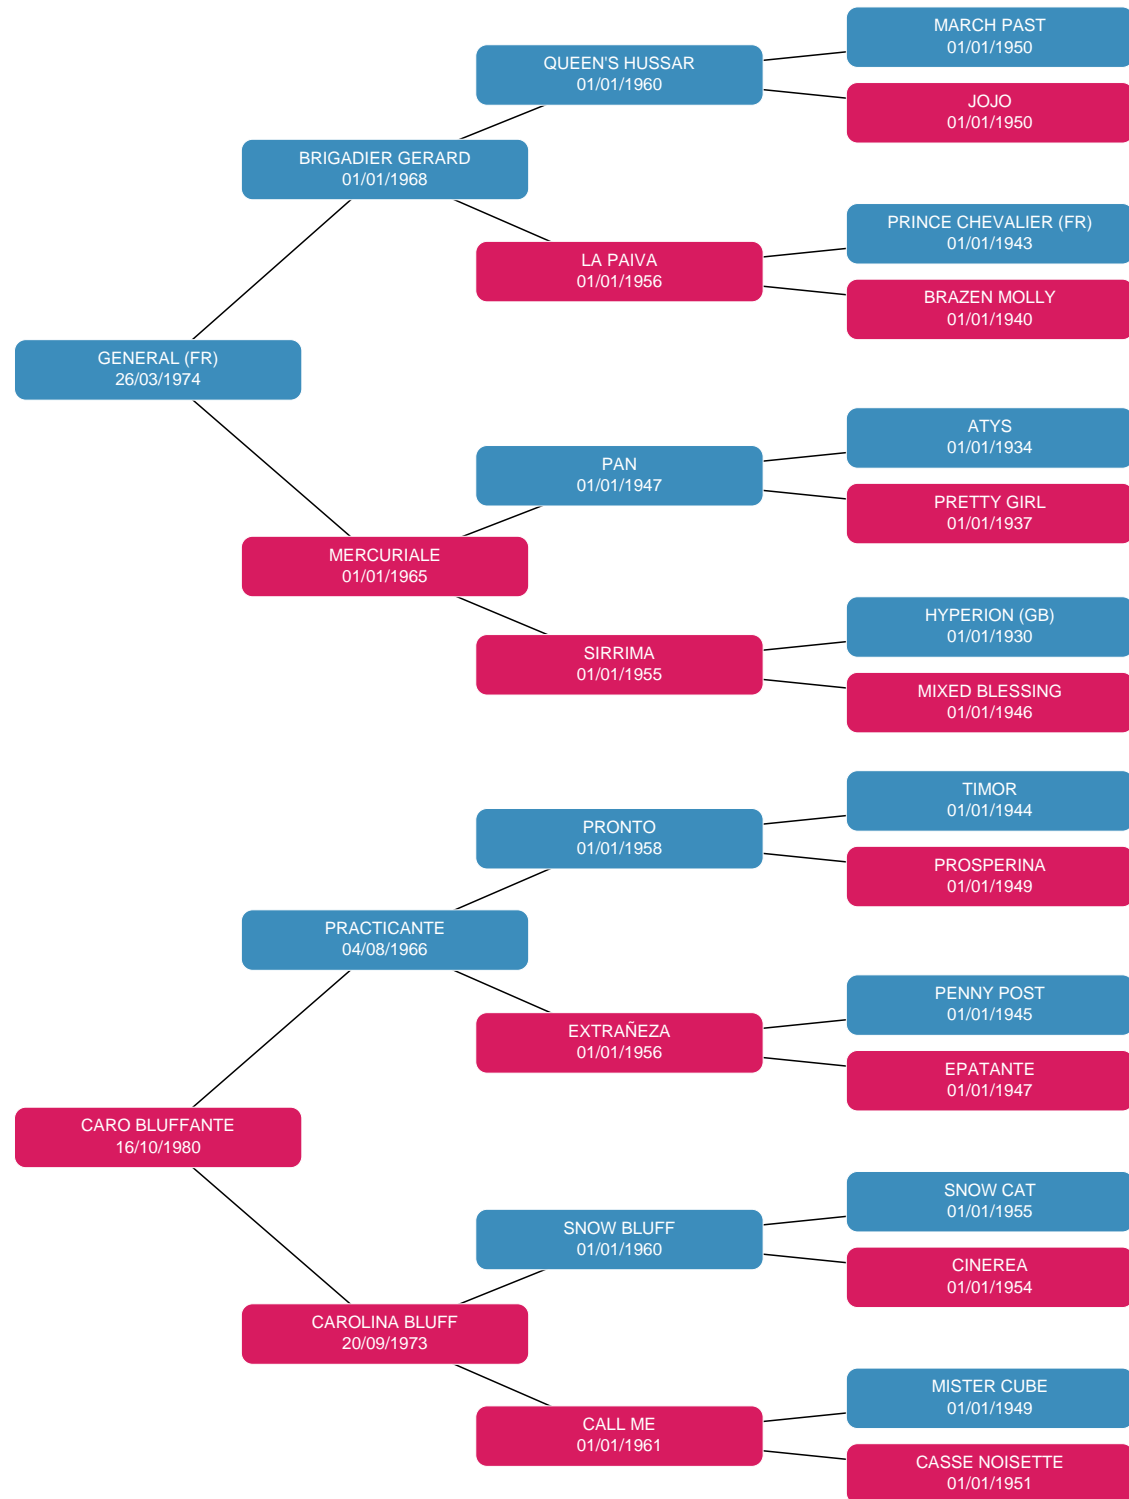 MARCH PAST
01/01/1950
QUEEN'S HUSSAR
01/01/1960
JOJO
01/01/1950
BRIGADIER GERARD
01/01/1968
PRINCE CHEVALIER (FR)
01/01/1943
LA PAIVA
01/01/1956
BRAZEN MOLLY
01/01/1940
GENERAL (FR)
26/03/1974
ATYS
01/01/1934
PAN
01/01/1947
PRETTY GIRL
01/01/1937
MERCURIALE
01/01/1965
HYPERION (GB)
01/01/1930
SIRRIMA
01/01/1955
MIXED BLESSING
01/01/1946
TIMOR
01/01/1944
PRONTO
01/01/1958
PROSPERINA
01/01/1949
PRACTICANTE
04/08/1966
PENNY POST
01/01/1945
EXTRAÑEZA
01/01/1956
EPATANTE
01/01/1947
CARO BLUFFANTE
16/10/1980
SNOW CAT
01/01/1955
SNOW BLUFF
01/01/1960
CINEREA
01/01/1954
CAROLINA BLUFF
20/09/1973
MISTER CUBE
01/01/1949
CALL ME
01/01/1961
CASSE NOISETTE
01/01/1951